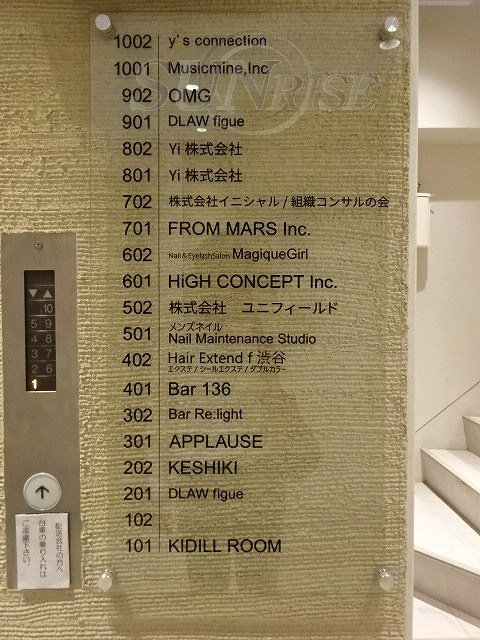 SUNRISE
1002 y's connection
1001 Musicmine,Inc
902 OMG
901 DLAW figue
802 Yi 株式会社
801 Yi 株式会社
702 株式会社イニシャル / 組織コンサルの会
701 FROM MARS Inc.
602 Nail&EyelashSalon MagiqueGirl
601 HiGH CONCEPT Inc.
502 株式会社 ユニフィールド
メンズネイル
501 Nail Maintenance Studio
402 Hair Extend f 渋谷
エクステ / シールエクステ / ダブルカラー
401 Bar 136
302 Bar Re:light
301 APPLAUSE
202 KESHIKI
201 DLAW figue
102
101 KIDILL ROOM
▼ ▲
10
5 9
4 8
3 7
2 6
1
↑
配送会社の方へ
台車の乗り入れは
ご遠慮下さい。